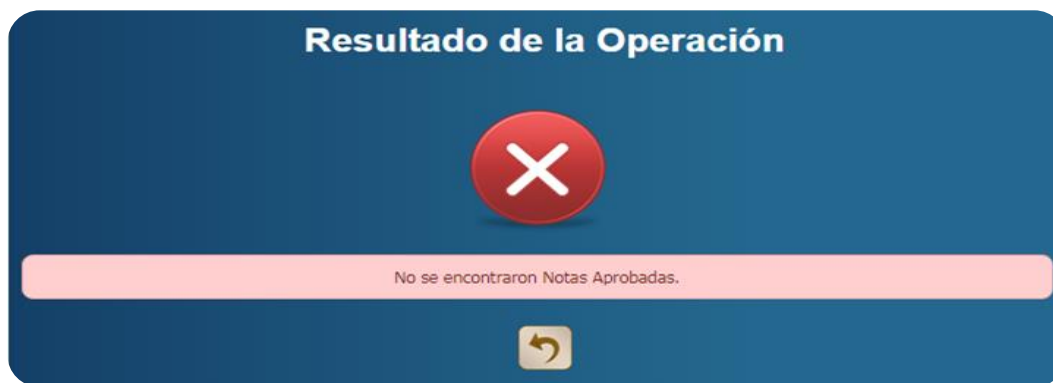 Resultado de la Operación
No se encontraron Notas Aprobadas.